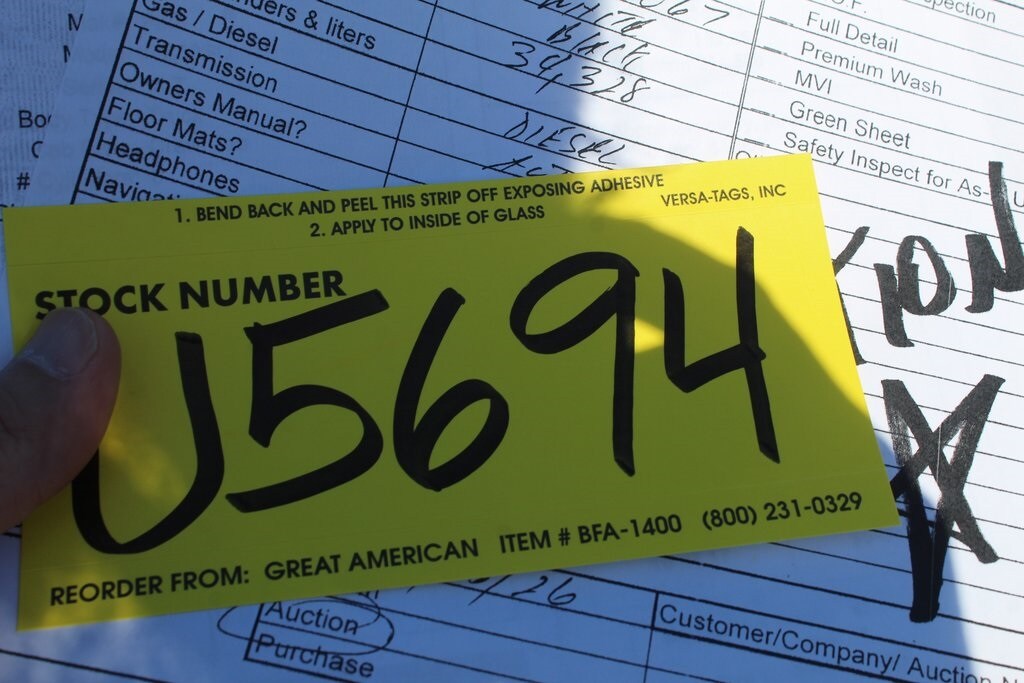 1. BEND BACK AND PEEL THIS STRIP OFF EXPOSING ADHESIVE
2. APPLY TO INSIDE OF GLASS
VERSA-TAGS, INC
STOCK NUMBER
U5694
REORDER FROM: GREAT AMERICAN ITEM # BFA-1400 (800) 231-0329
& liters
Gas / Diesel
Transmission
Owners Manual?
Floor Mats?
Headphones
BLACK
34,328
DIESEL
Full Detail
Premium Wash
MVI
Green Sheet
Safety Inspect for As-
Auction
Purchase
Customer/Company/ Auction